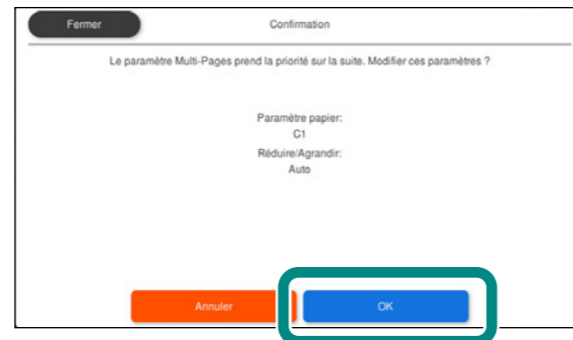 Fermer
Confirmation
Le paramètre Multi-Pages prend la priorité sur la suite. Modifier ces paramètres ?
Paramètre papier:
C1
Réduire/Agrandir:
Auto
Annuler
OK